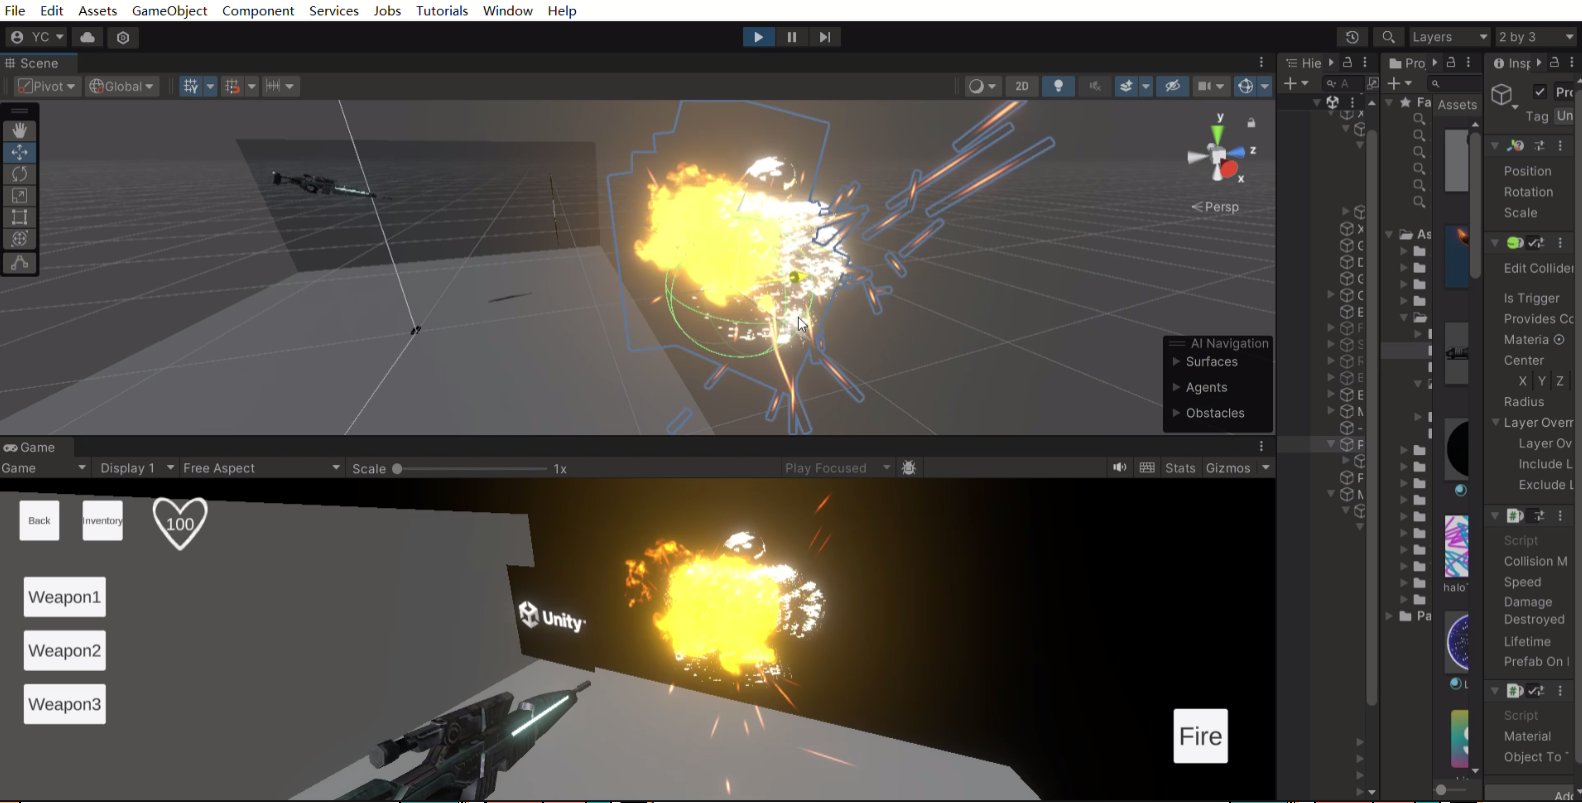 File Edit Assets GameObject Component Services Jobs Tutorials Window Help
YC
Layers 2 by 3
Scene
Pivot Global 2D
y
z
x
Persp
AI Navigation
Surfaces
Agents
Obstacles
Game
Game Display 1 Free Aspect Scale 1x Play Focused Stats Gizmos
Back Inventory 100
Weapon1
Weapon2
Weapon3
Unity
Fire
Hie
A
Pro
Fa
As
Pa
Assets
halo
L
Insp
Pro
Tag Un
Position
Rotation
Scale
Edit Collider
Is Trigger
Provides Co
Materia
Center
X Y Z
Radius
Layer Overr
Layer Ov
Include L
Exclude L
#
Script
Collision M
Speed
Damage
Destroyed
Lifetime
Prefab On
#
Script
Material
Object To
Add